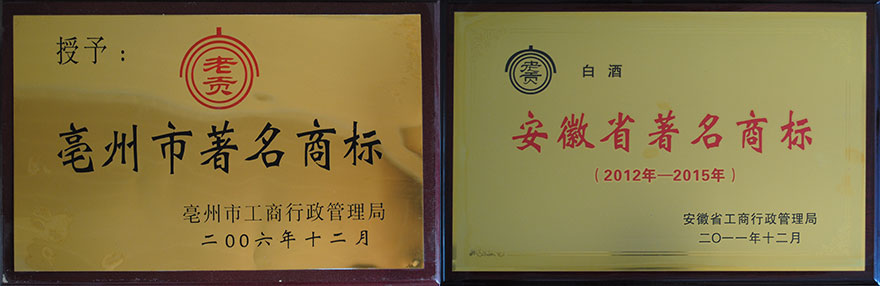 授予：
老贡
亳州市著名商标
亳州市工商行政管理局
二00六年十二月
老贡
白酒
安徽省著名商标
（2012年—2015年）
安徽省工商行政管理局
二〇一一年十二月